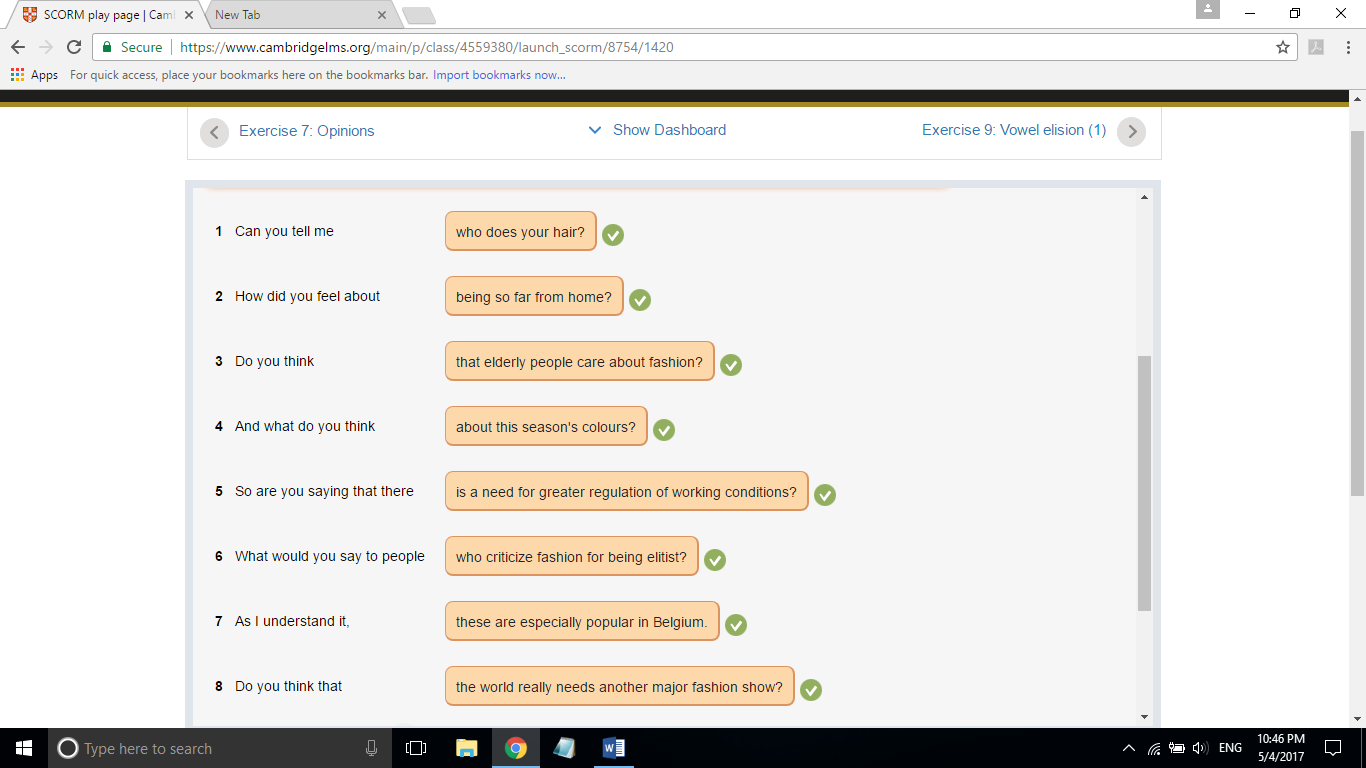 SCORM play page | Cam
New Tab
Secure
https://www.cambridgelms.org/main/p/class/4559380/launch_scorm/8754/1420
Apps
For quick access, place your bookmarks here on the bookmarks bar. Import bookmarks now...
Exercise 7: Opinions
Show Dashboard
Exercise 9: Vowel elision (1)
1 Can you tell me who does your hair?
2 How did you feel about being so far from home?
3 Do you think that elderly people care about fashion?
4 And what do you think about this season's colours?
5 So are you saying that there is a need for greater regulation of working conditions?
6 What would you say to people who criticize fashion for being elitist?
7 As I understand it, these are especially popular in Belgium.
8 Do you think that the world really needs another major fashion show?
Type here to search
ENG
10:46 PM
5/4/2017